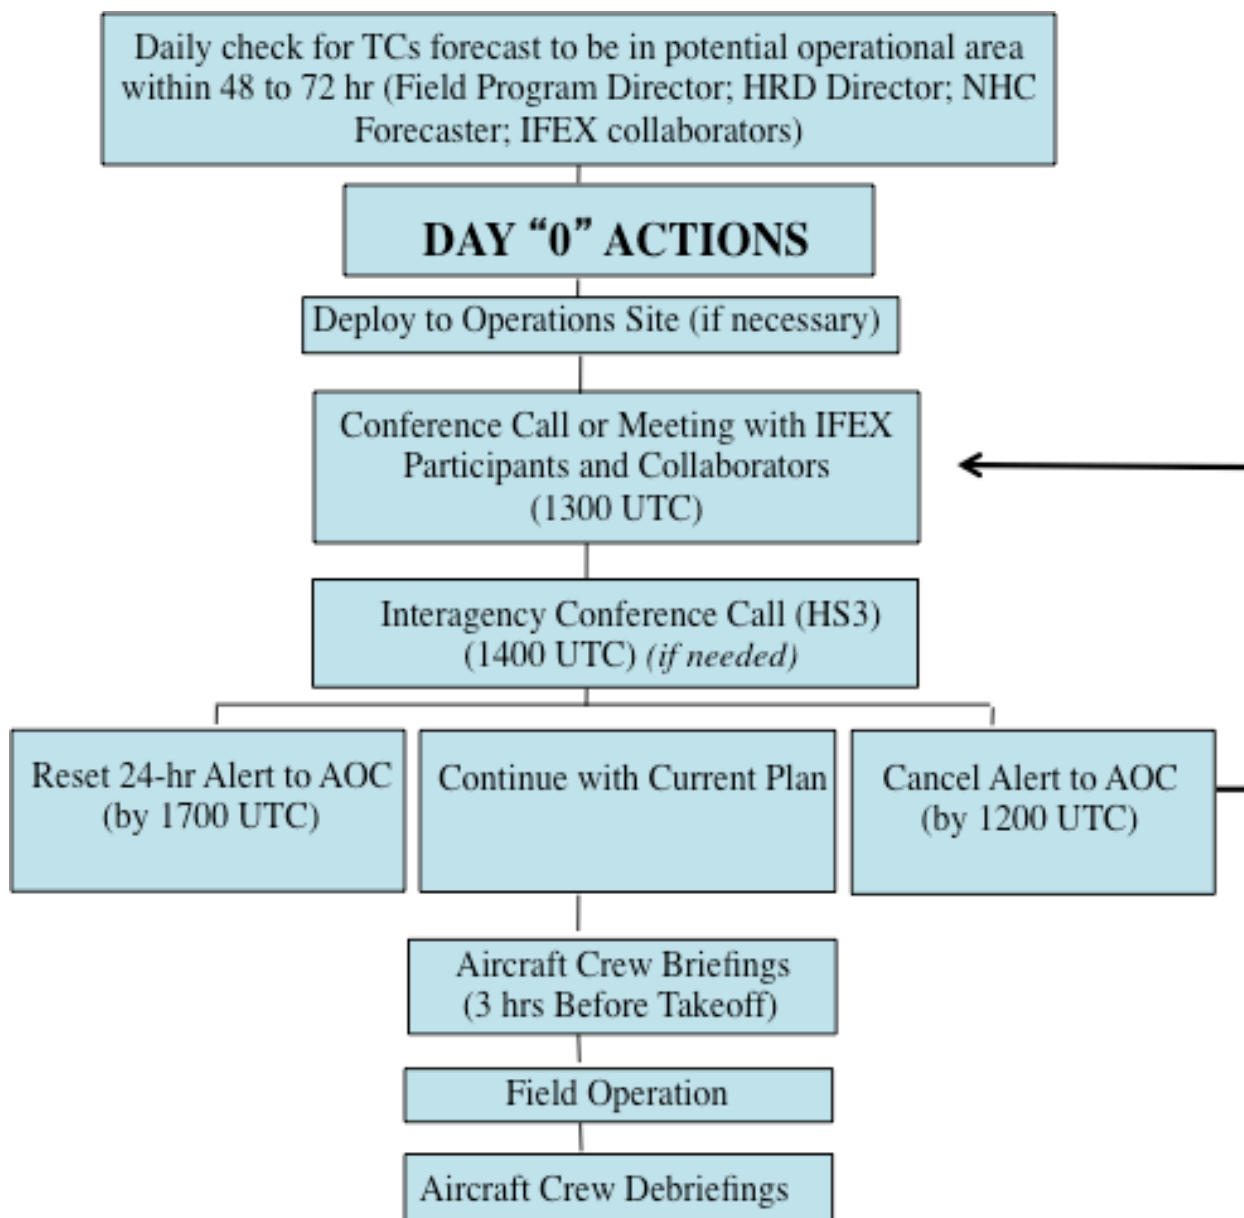 Daily check for TCs forecast to be in potential operational area
within 48 to 72 hr (Field Program Director; HRD Director; NHC
Forecaster; IFEX collaborators)
DAY “0” ACTIONS
Deploy to Operations Site (if necessary)
Conference Call or Meeting with IFEX
Participants and Collaborators
(1300 UTC)
Interagency Conference Call (HS3)
(1400 UTC) (if needed)
Reset 24-hr Alert to AOC
(by 1700 UTC)
Continue with Current Plan
Cancel Alert to AOC
(by 1200 UTC)
Aircraft Crew Briefings
(3 hrs Before Takeoff)
Field Operation
Aircraft Crew Debriefings